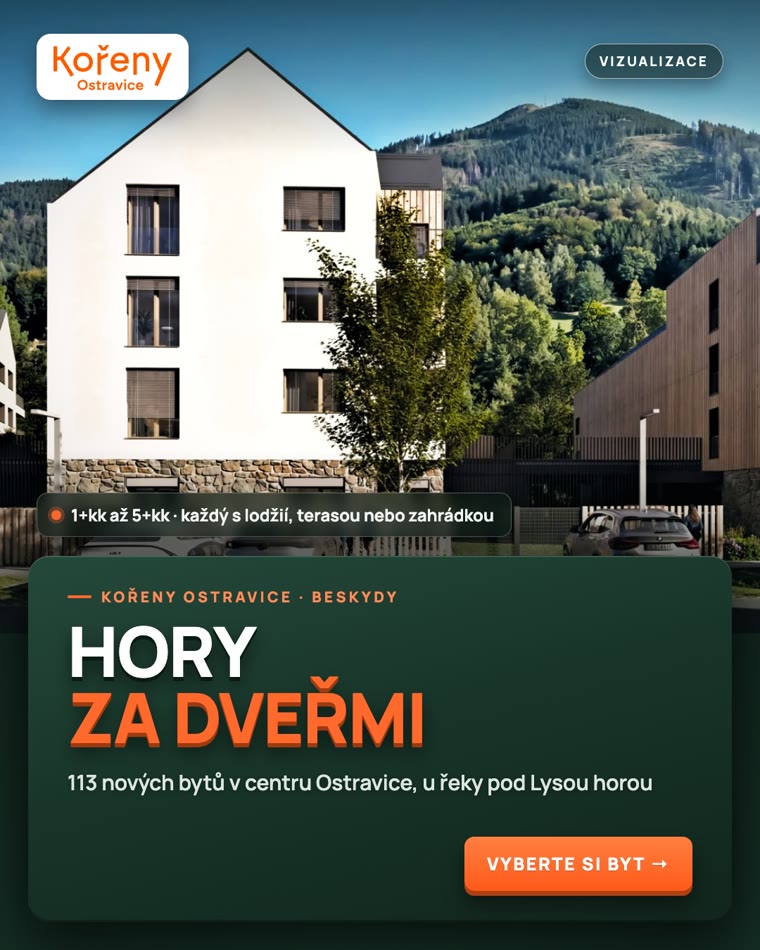 Kořeny
Ostravice
VIZUALIZACE
1+kk až 5+kk · každý s lodžií, terasou nebo zahrádkou
KOŘENY OSTRAVICE · BESKYDY
HORY
ZA DVEŘMI
113 nových bytů v centru Ostravice, u řeky pod Lysou horou
VYBERTE SI BYT →